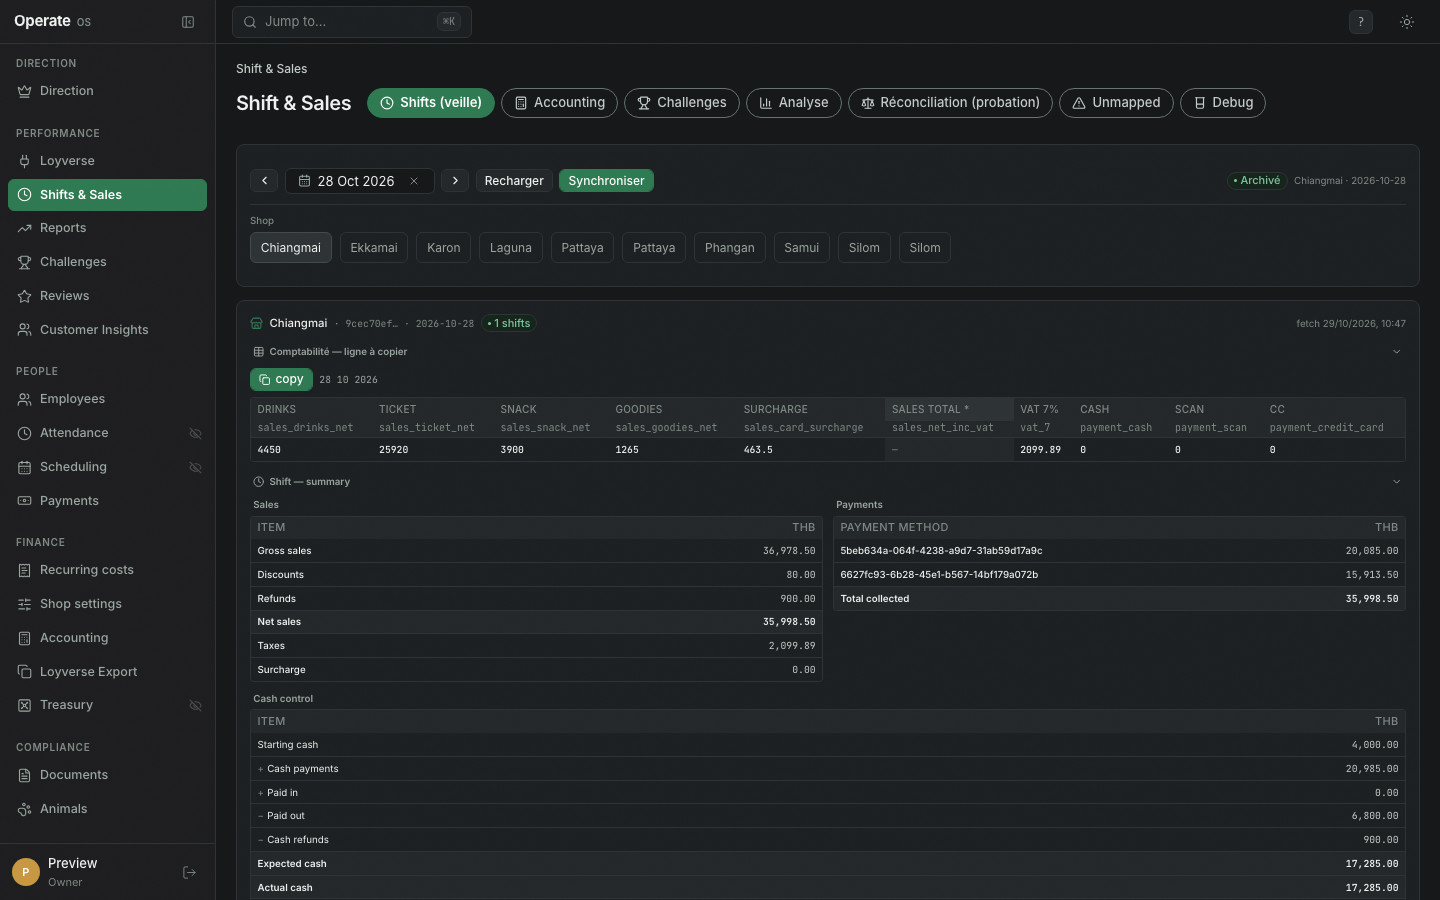 Operate os
Jump to...
⌘K
?
DIRECTION
Direction
PERFORMANCE
Loyverse
Shifts & Sales
Reports
Challenges
Reviews
Customer Insights
PEOPLE
Employees
Attendance
Scheduling
Payments
FINANCE
Recurring costs
Shop settings
Accounting
Loyverse Export
Treasury
COMPLIANCE
Documents
Animals
P
Preview
Owner
Shift & Sales
Shift & Sales
Shifts (veille)
Accounting
Challenges
Analyse
Réconciliation (probation)
Unmapped
Debug
28 Oct 2026
Recharger
Synchroniser
• Archivé
Chiangmai · 2026-10-28
Shop
Chiangmai
Ekkamai
Karon
Laguna
Pattaya
Pattaya
Phangan
Samui
Silom
Silom
Chiangmai · 9cec70ef… · 2026-10-28 • 1 shifts
fetch 29/10/2026, 10:47
Comptabilité — ligne à copier
copy 28 10 2026
DRINKS TICKET SNACK GOODIES SURCHARGE SALES TOTAL * VAT 7% CASH SCAN CC
sales_drinks_net sales_ticket_net sales_snack_net sales_goodies_net sales_card_surcharge sales_net_inc_vat vat_7 payment_cash payment_scan payment_credit_card
4450 25920 3900 1265 463.5 — 2099.89 0 0 0
Shift — summary
Sales
ITEM THB
Gross sales 36,978.50
Discounts 80.00
Refunds 900.00
Net sales 35,998.50
Taxes 2,099.89
Surcharge 0.00
Payments
PAYMENT METHOD THB
5beb634a-064f-4238-a9d7-31ab59d17a9c 20,085.00
6627fc93-6b28-45e1-b567-14bf179a072b 15,913.50
Total collected 35,998.50
Cash control
ITEM THB
Starting cash 4,000.00
+ Cash payments 20,985.00
+ Paid in 0.00
− Paid out 6,800.00
− Cash refunds 900.00
Expected cash 17,285.00
Actual cash 17,285.00